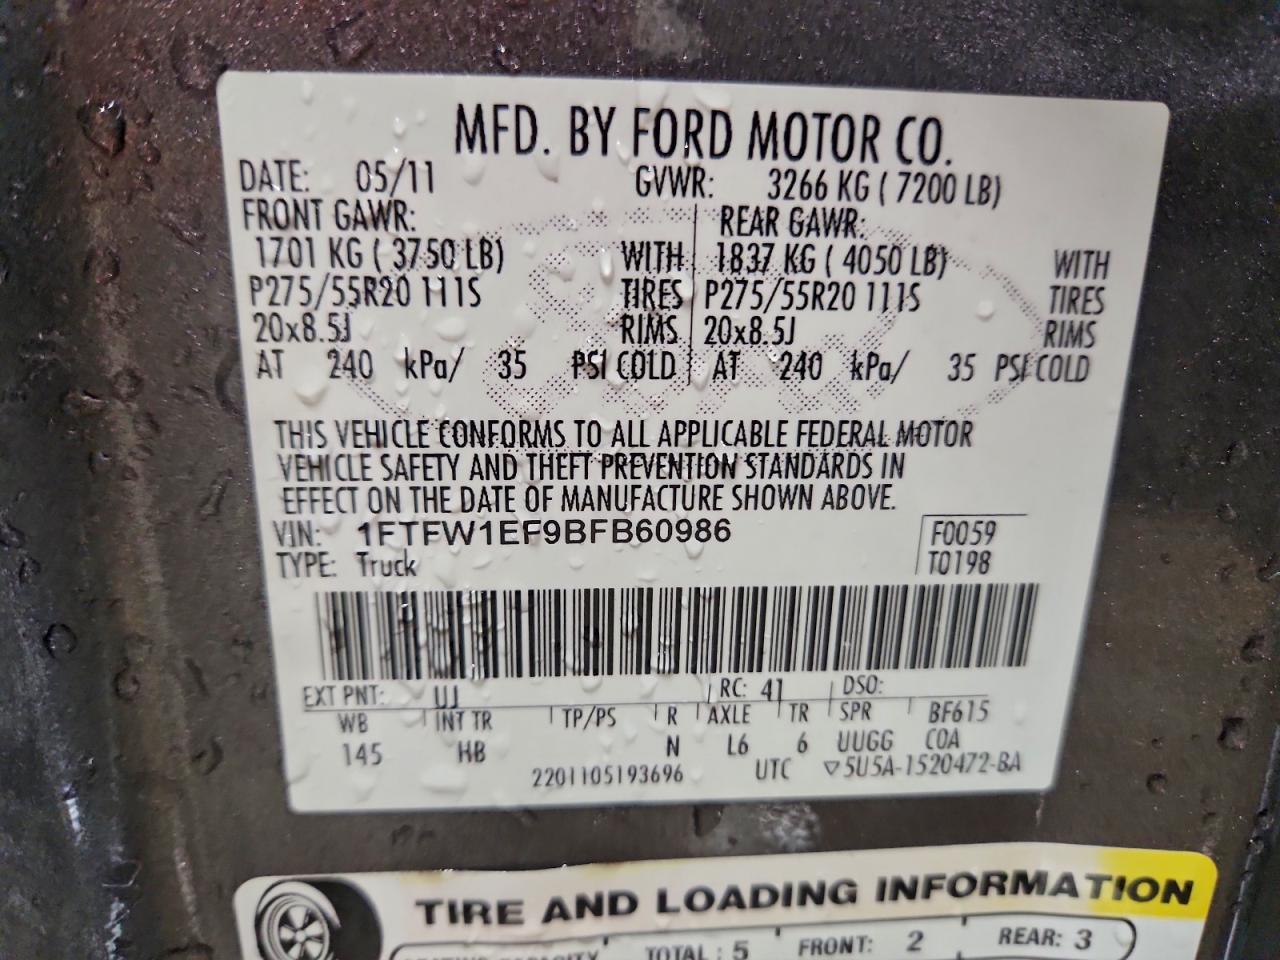 MFD. BY FORD MOTOR CO.
DATE: 05/11 GVWR: 3266 KG ( 7200 LB)
FRONT GAWR: REAR GAWR:
1701 KG ( 3750 LB) WITH 1837 KG ( 4050 LB) WITH
P275/55R20 111S TIRES P275/55R20 111S TIRES
20x8.5J RIMS 20x8.5J RIMS
AT 240 kPa/ 35 PSI COLD AT 240 kPa/ 35 PSI COLD
THIS VEHICLE CONFORMS TO ALL APPLICABLE FEDERAL MOTOR
VEHICLE SAFETY AND THEFT PREVENTION STANDARDS IN
EFFECT ON THE DATE OF MANUFACTURE SHOWN ABOVE.
VIN: 1FTFW1EF9BFB60986 F0059
TYPE: Truck T0198
EXT PNT: UJ RC: 41 DSO:
WB INT TR TP/PS R AXLE TR SPR BF615
145 HB N L6 6 UUGG COA
2201105193696 UTC ▽5U5A-1520472-BA
TIRE AND LOADING INFORMATION
TOTAL: 5 FRONT: 2 REAR: 3